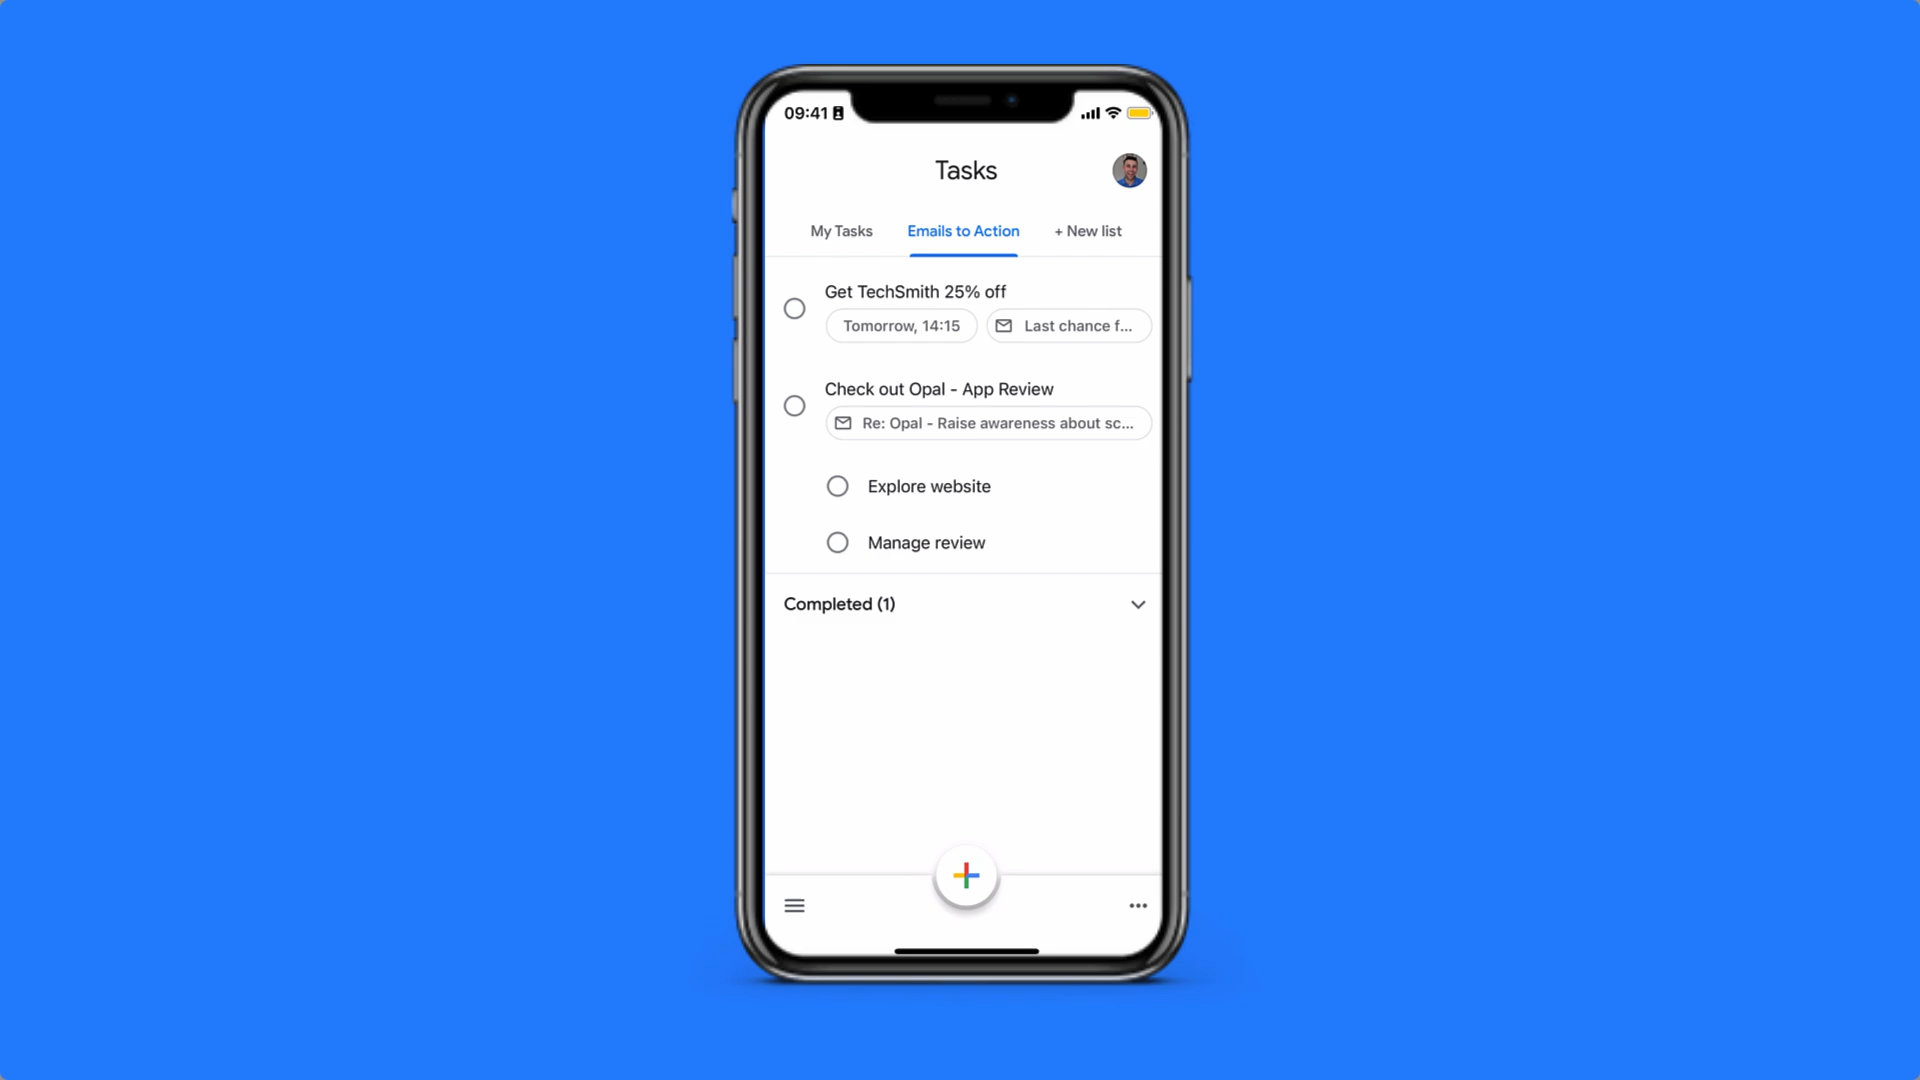 09:41
Tasks
My Tasks Emails to Action + New list
Get TechSmith 25% off
Tomorrow, 14:15 Last chance f...
Check out Opal - App Review
Re: Opal - Raise awareness about sc...
Explore website
Manage review
Completed (1)